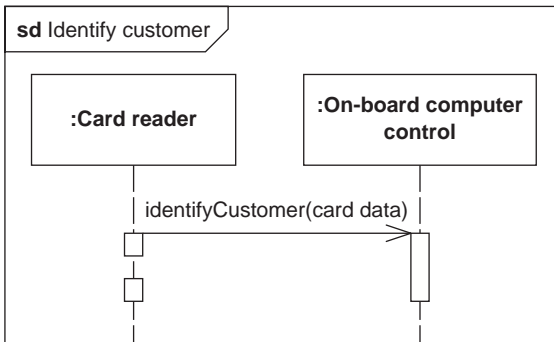 sd Identify customer
:Card reader
:On-board computer
control
identifyCustomer(card data)